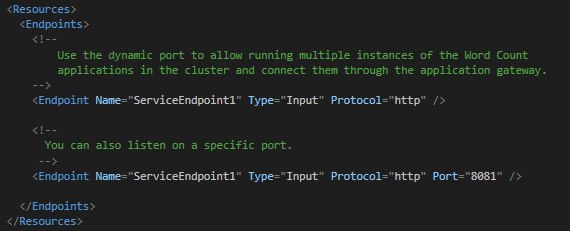 <Resources>
<Endpoints>
<!--
Use the dynamic port to allow running multiple instances of the Word Count
applications in the cluster and connect them through the application gateway.
-->
<Endpoint Name="ServiceEndpoint1" Type="Input" Protocol="http" />
<!--
You can also listen on a specific port.
-->
<Endpoint Name="ServiceEndpoint1" Type="Input" Protocol="http" Port="8081" />
</Endpoints>
</Resources>